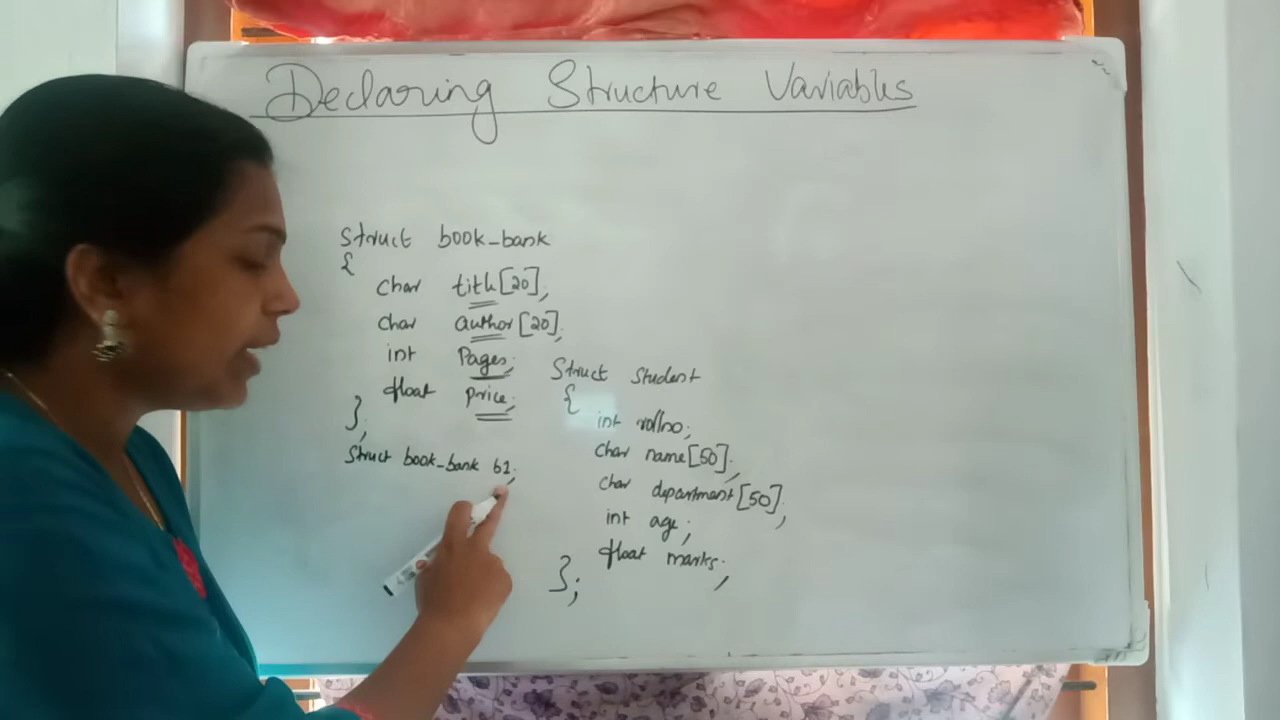 Declaring Structure Variables
Struct book_bank
{
char title[20];
char author[20];
int Pages;
float price;
};
Struct book_bank b1;
Struct Student
{
int rollno;
char name[50];
char department[50];
int age;
float marks;
};